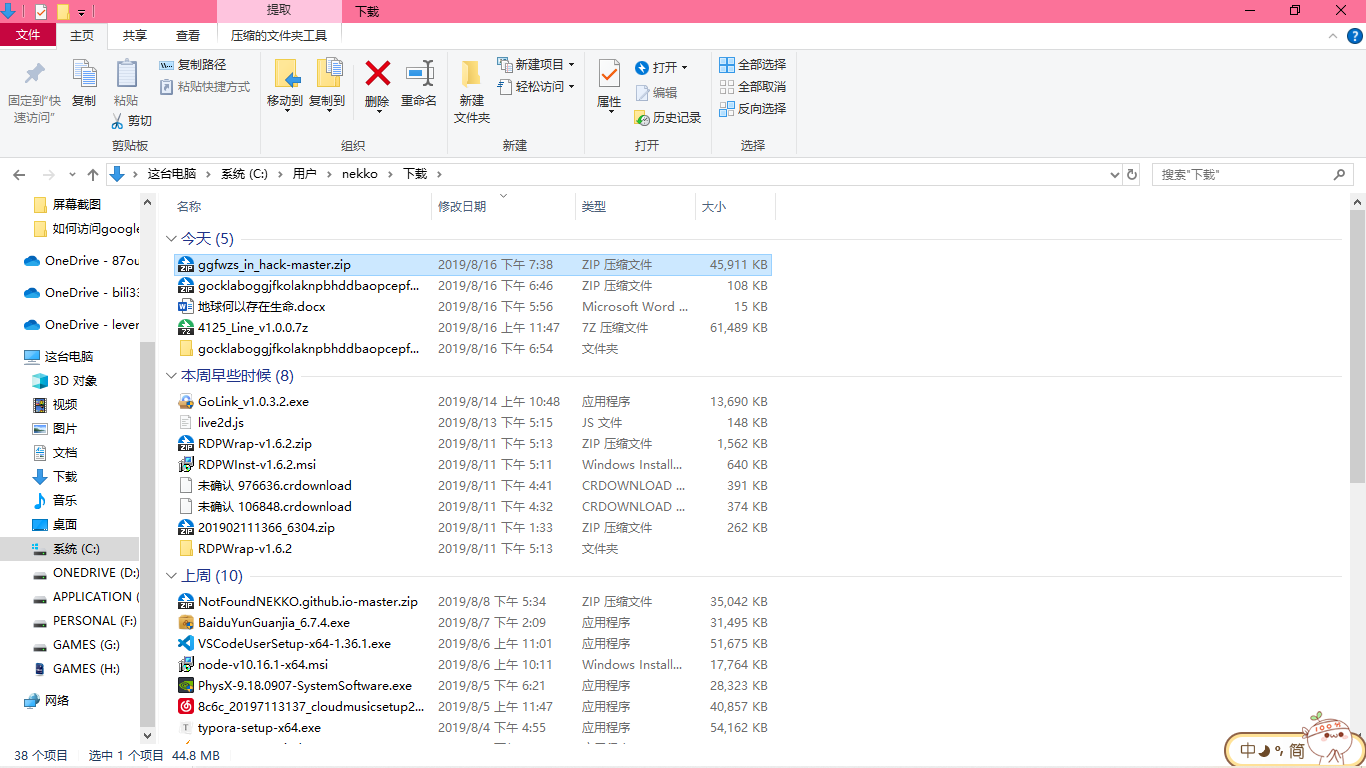 提取
下载
文件
主页
共享
查看
压缩的文件夹工具
固定到"快速访问"
复制
粘贴
复制路径
粘贴快捷方式
剪切
剪贴板
移动到
复制到
删除
重命名
组织
新建文件夹
新建项目
轻松访问
新建
属性
打开
编辑
历史记录
打开
全部选择
全部取消
反向选择
选择
这台电脑 系统 (C:) 用户 nekko 下载
搜索"下载"
屏幕截图
如何访问google
OneDrive - 87ou
OneDrive - bili33
OneDrive - lever
这台电脑
3D 对象
视频
图片
文档
下载
音乐
桌面
系统 (C:)
ONEDRIVE (D:)
APPLICATION (
PERSONAL (F:)
GAMES (G:)
GAMES (H:)
网络
名称 修改日期 类型 大小
今天 (5)
ggfwzs_in_hack-master.zip 2019/8/16 下午 7:38 ZIP 压缩文件 45,911 KB
gocklaboggjfkolaknpbhddbaopcepf... 2019/8/16 下午 6:46 ZIP 压缩文件 108 KB
地球何以存在生命.docx 2019/8/16 下午 5:56 Microsoft Word ... 15 KB
4125_Line_v1.0.0.7z 2019/8/16 上午 11:47 7Z 压缩文件 61,489 KB
gocklaboggjfkolaknpbhddbaopcepf... 2019/8/16 下午 6:54 文件夹
本周早些时候 (8)
GoLink_v1.0.3.2.exe 2019/8/14 上午 10:48 应用程序 13,690 KB
live2d.js 2019/8/13 下午 5:15 JS 文件 148 KB
RDPWrap-v1.6.2.zip 2019/8/11 下午 5:13 ZIP 压缩文件 1,562 KB
RDPWInst-v1.6.2.msi 2019/8/11 下午 5:11 Windows Install... 640 KB
未确认 976636.crdownload 2019/8/11 下午 4:41 CRDOWNLOAD ... 391 KB
未确认 106848.crdownload 2019/8/11 下午 4:32 CRDOWNLOAD ... 374 KB
201902111366_6304.zip 2019/8/11 下午 1:33 ZIP 压缩文件 262 KB
RDPWrap-v1.6.2 2019/8/11 下午 5:13 文件夹
上周 (10)
NotFoundNEKKO.github.io-master.zip 2019/8/8 下午 5:34 ZIP 压缩文件 35,042 KB
BaiduYunGuanjia_6.7.4.exe 2019/8/7 下午 2:09 应用程序 31,495 KB
VSCodeUserSetup-x64-1.36.1.exe 2019/8/6 上午 11:01 应用程序 51,675 KB
node-v10.16.1-x64.msi 2019/8/6 上午 10:11 Windows Install... 17,764 KB
PhysX-9.18.0907-SystemSoftware.exe 2019/8/5 下午 6:21 应用程序 28,323 KB
8c6c_20197113137_cloudmusicsetup2... 2019/8/5 上午 11:47 应用程序 40,857 KB
typora-setup-x64.exe 2019/8/4 下午 4:55 应用程序 54,162 KB
38 个项目 选中 1 个项目 44.8 MB
中 简
100%